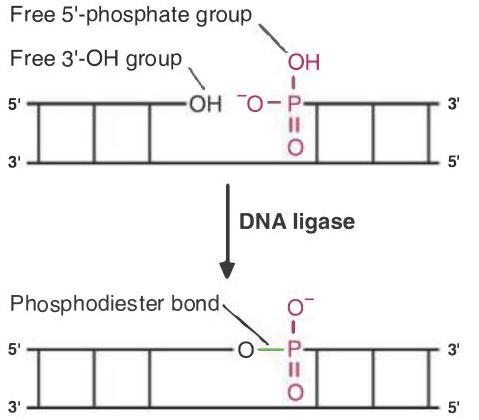 Free 5'-phosphate group
Free 3'-OH group
OH
5' OH ⁻O P 3'
O
3' 5'
DNA ligase
Phosphodiester bond
O⁻
5' O P 3'
O
3' 5'